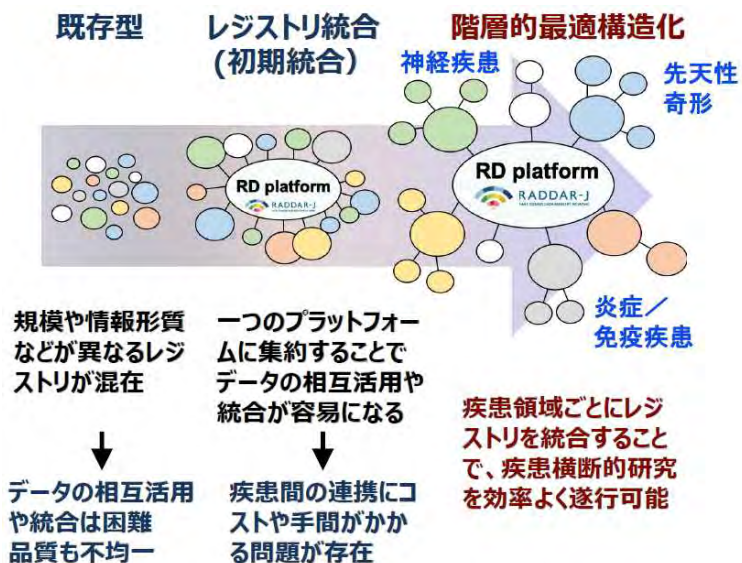 既存型
レジストリ統合
(初期統合)
階層的最適構造化
神経疾患
先天性
奇形
RD platform
RADDAR-J
RD platform
RADDAR-J
炎症／
免疫疾患
規模や情報形質
などが異なるレジ
ストリが混在
データの相互活用
や統合は困難
品質も不均一
一つのプラットフォー
ムに集約することで
データの相互活用や
統合が容易になる
疾患間の連携にコ
ストや手間がかか
る問題が存在
疾患領域ごとにレジ
ストリを統合すること
で、疾患横断的研究
を効率よく遂行可能